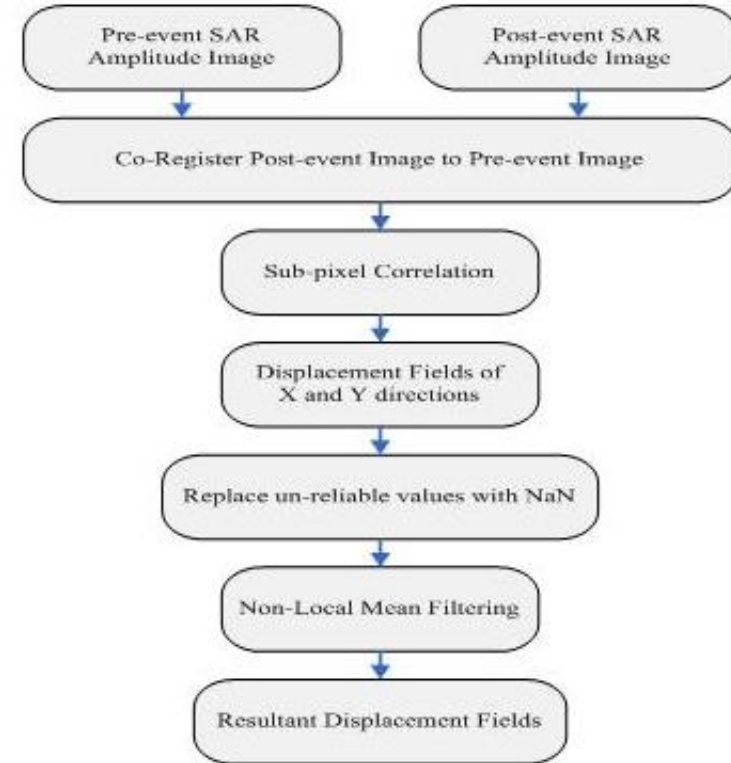 Pre-event SAR
Amplitude Image
Post-event SAR
Amplitude Image
Co-Register Post-event Image to Pre-event Image
Sub-pixel Correlation
Displacement Fields of
X and Y directions
Replace un-reliable values with NaN
Non-Local Mean Filtering
Resultant Displacement Fields